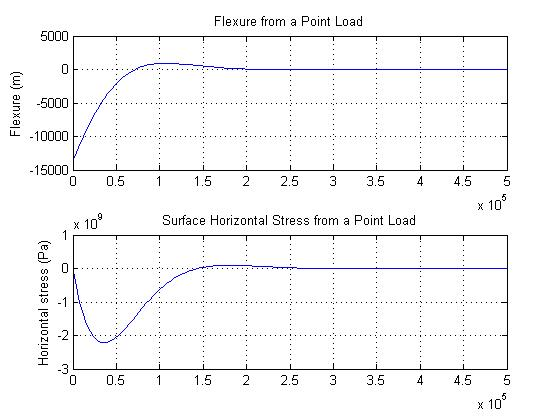 Flexure from a Point Load
5000
0
-5000
-10000
-15000
Flexure (m)
0 0.5 1 1.5 2 2.5 3 3.5 4 4.5 5
x 10^5
Surface Horizontal Stress from a Point Load
x 10^9
1
0
-1
-2
-3
Horizontal stress (Pa)
0 0.5 1 1.5 2 2.5 3 3.5 4 4.5 5
x 10^5